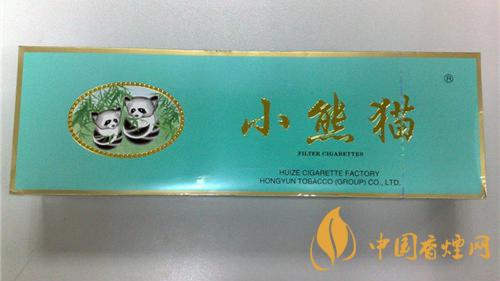 小熊猫
®
FILTER CIGARETTES
HUIZE CIGARETTE FACTORY
HONGYUN TOBACCO (GROUP) CO., LTD.
中国香烟网